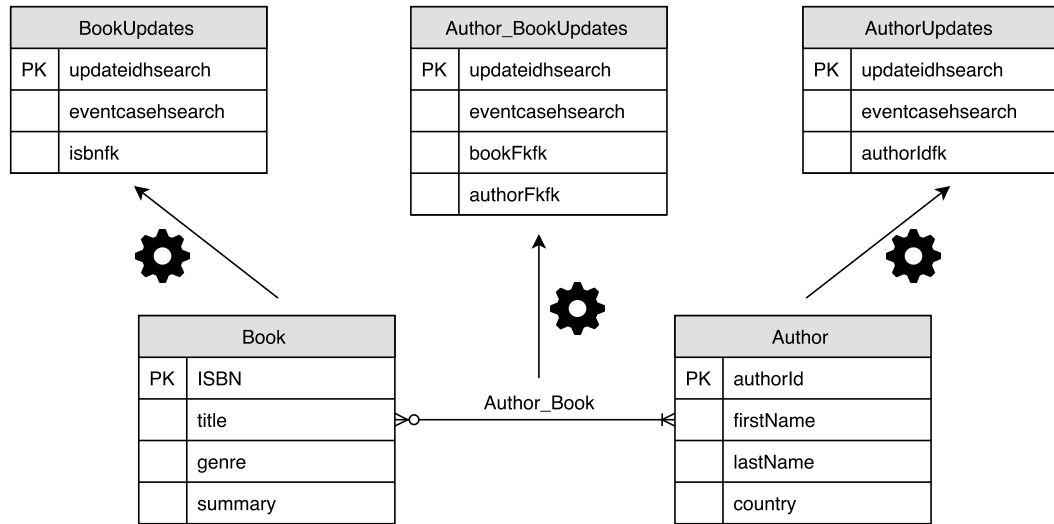 BookUpdates
PK updateidhsearch
eventcasehsearch
isbnfk
Author_BookUpdates
PK updateidhsearch
eventcasehsearch
bookFkfk
authorFkfk
AuthorUpdates
PK updateidhsearch
eventcasehsearch
authorIdfk
Book
PK ISBN
title
genre
summary
Author_Book
Author
PK authorId
firstName
lastName
country